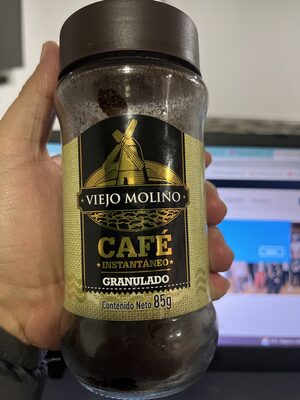 VIEJO MOLINO
CAFÉ
INSTANTÁNEO
GRANULADO
Contenido Neto 85g